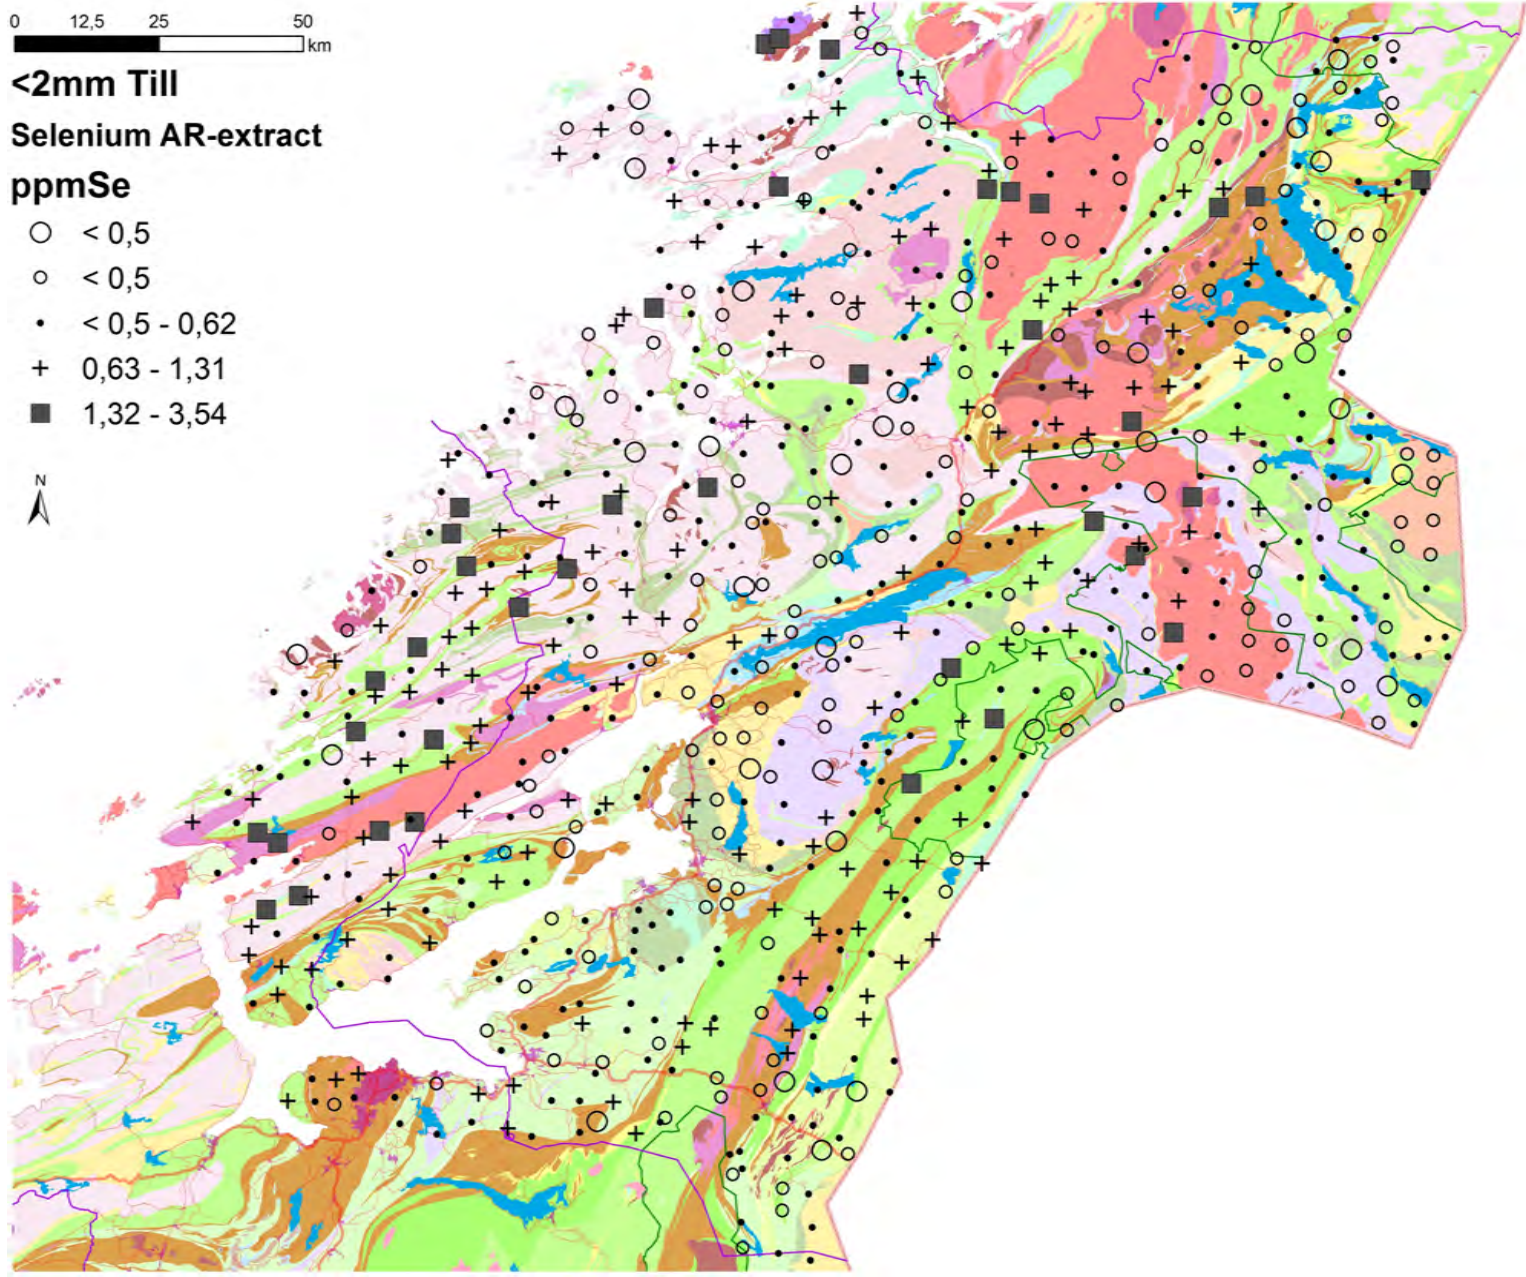 0 12,5 25 50
km
<2mm Till
Selenium AR-extract
ppmSe
< 0,5
< 0,5
< 0,5 - 0,62
0,63 - 1,31
1,32 - 3,54
N